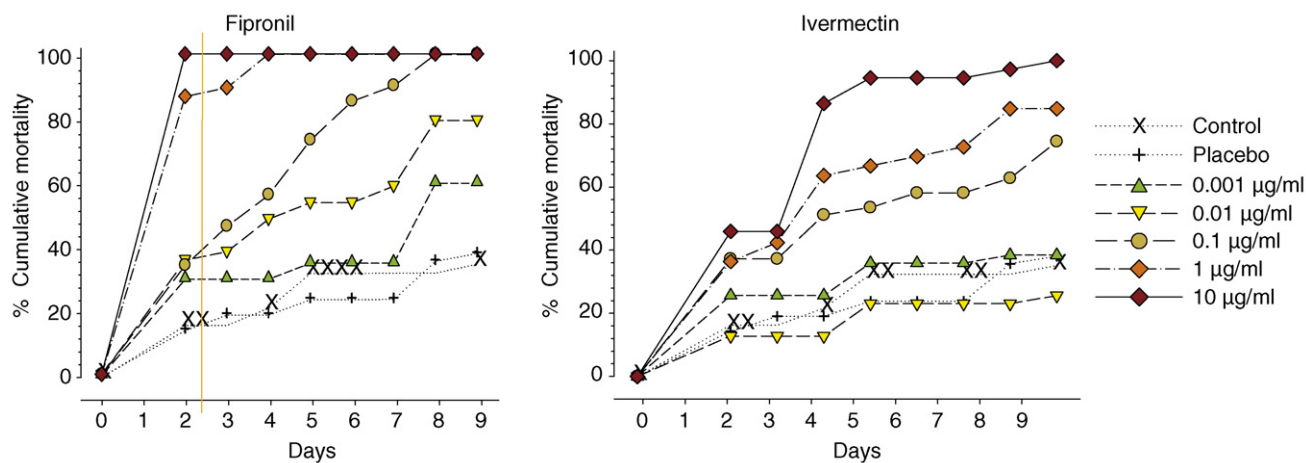 Fipronil
% Cumulative mortality
100
80
60
40
20
0
0 1 2 3 4 5 6 7 8 9
Days
Ivermectin
% Cumulative mortality
100
80
60
40
20
0
0 1 2 3 4 5 6 7 8 9
Days
Control
Placebo
0.001 µg/ml
0.01 µg/ml
0.1 µg/ml
1 µg/ml
10 µg/ml